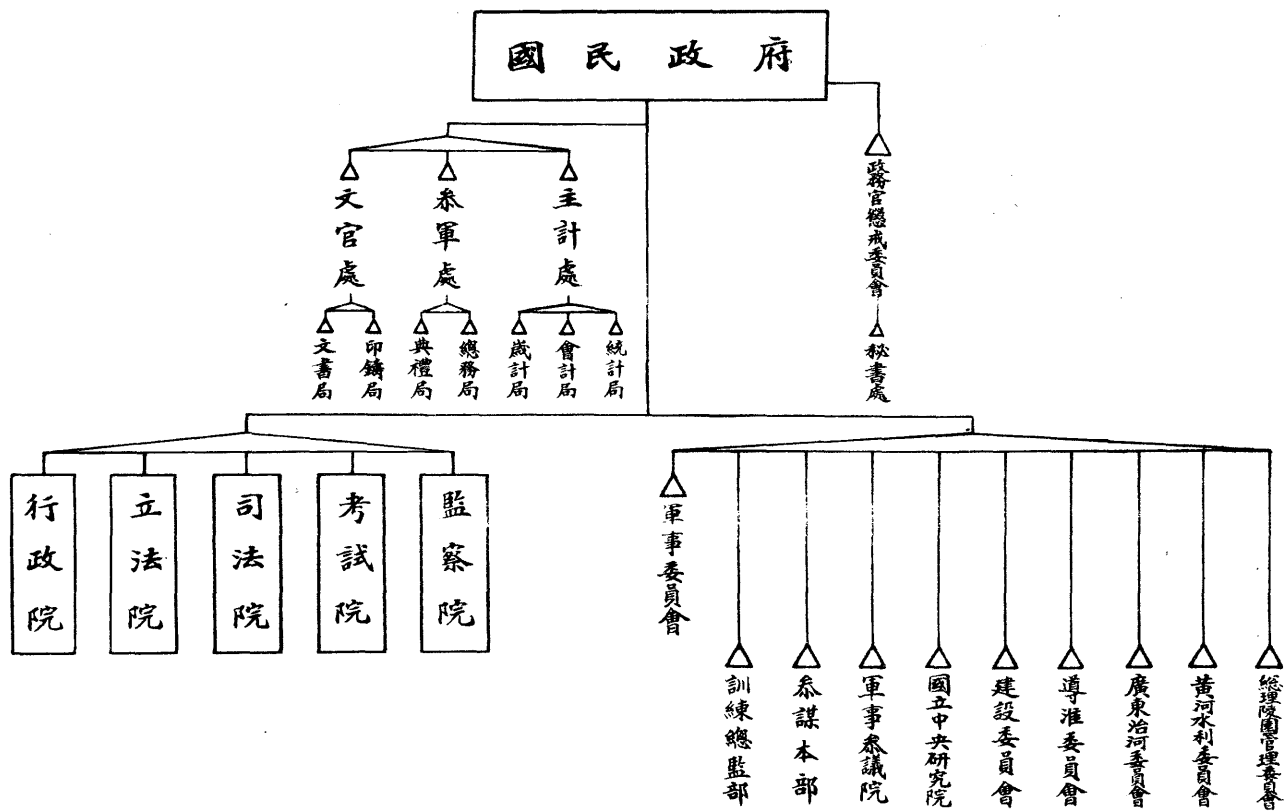 國民政府
政務官懲戒委員會
秘書處
文官處
參軍處
主計處
文書局
印鑄局
典禮局
總務局
歲計局
會計局
統計局
行政院
立法院
司法院
考試院
監察院
軍事委員會
訓練總監部
參謀本部
軍事參議院
國立中央研究院
建設委員會
導淮委員會
廣東治河委員會
黃河水利委員會
總理陵園管理委員會